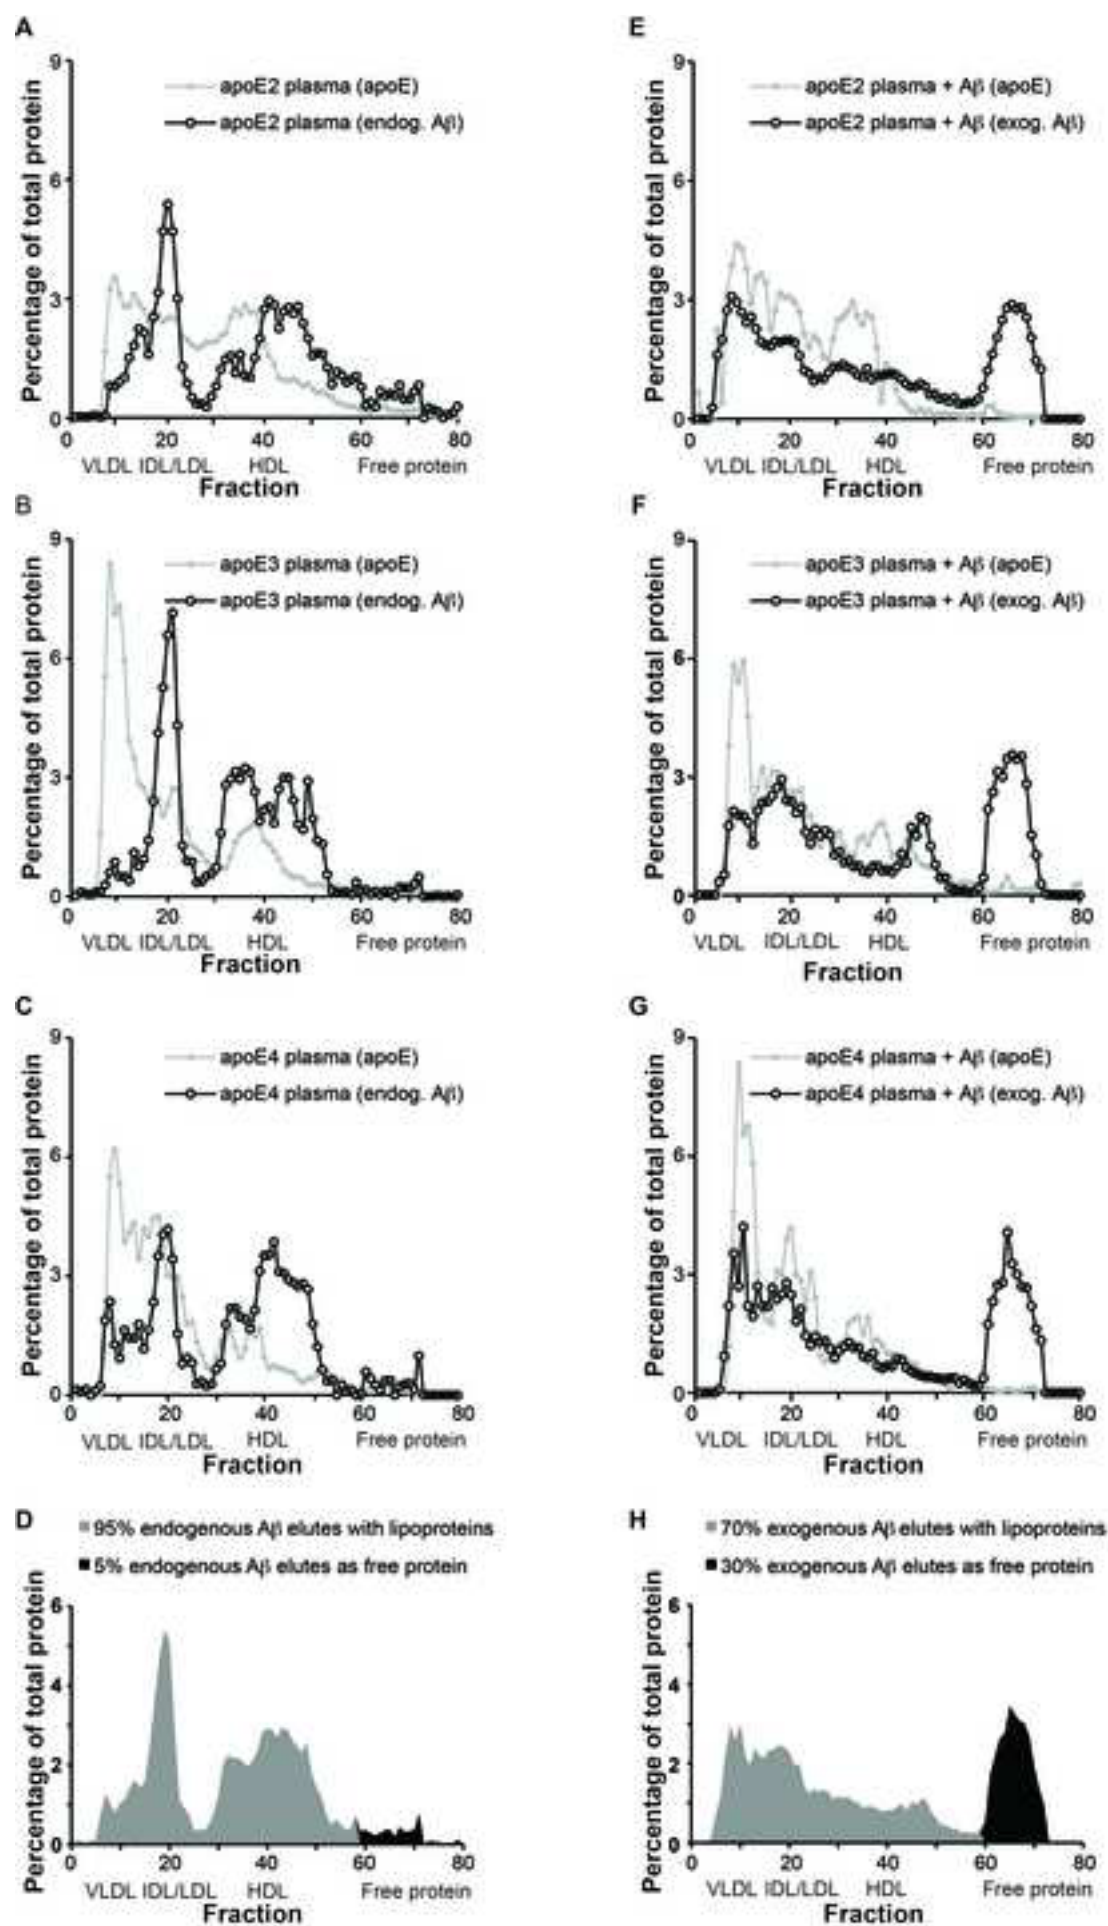 A
9
apoE2 plasma (apoE)
apoE2 plasma (endog. Aβ)
6
3
0
Percentage of total protein
0 20 40 60 80
VLDL IDL/LDL HDL Free protein
Fraction
E
9
apoE2 plasma + Aβ (apoE)
apoE2 plasma + Aβ (exog. Aβ)
6
3
0
Percentage of total protein
0 20 40 60 80
VLDL IDL/LDL HDL Free protein
Fraction
B
9
apoE3 plasma (apoE)
apoE3 plasma (endog. Aβ)
6
3
0
Percentage of total protein
0 20 40 60 80
VLDL IDL/LDL HDL Free protein
Fraction
F
9
apoE3 plasma + Aβ (apoE)
apoE3 plasma + Aβ (exog. Aβ)
6
3
0
Percentage of total protein
0 20 40 60 80
VLDL IDL/LDL HDL Free protein
Fraction
C
9
apoE4 plasma (apoE)
apoE4 plasma (endog. Aβ)
6
3
0
Percentage of total protein
0 20 40 60 80
VLDL IDL/LDL HDL Free protein
Fraction
G
9
apoE4 plasma + Aβ (apoE)
apoE4 plasma + Aβ (exog. Aβ)
6
3
0
Percentage of total protein
0 20 40 60 80
VLDL IDL/LDL HDL Free protein
Fraction
D
95% endogenous Aβ elutes with lipoproteins
5% endogenous Aβ elutes as free protein
6
4
2
0
Percentage of total protein
0 20 40 60 80
VLDL IDL/LDL HDL Free protein
Fraction
H
70% exogenous Aβ elutes with lipoproteins
30% exogenous Aβ elutes as free protein
6
4
2
0
Percentage of total protein
0 20 40 60 80
VLDL IDL/LDL HDL Free protein
Fraction